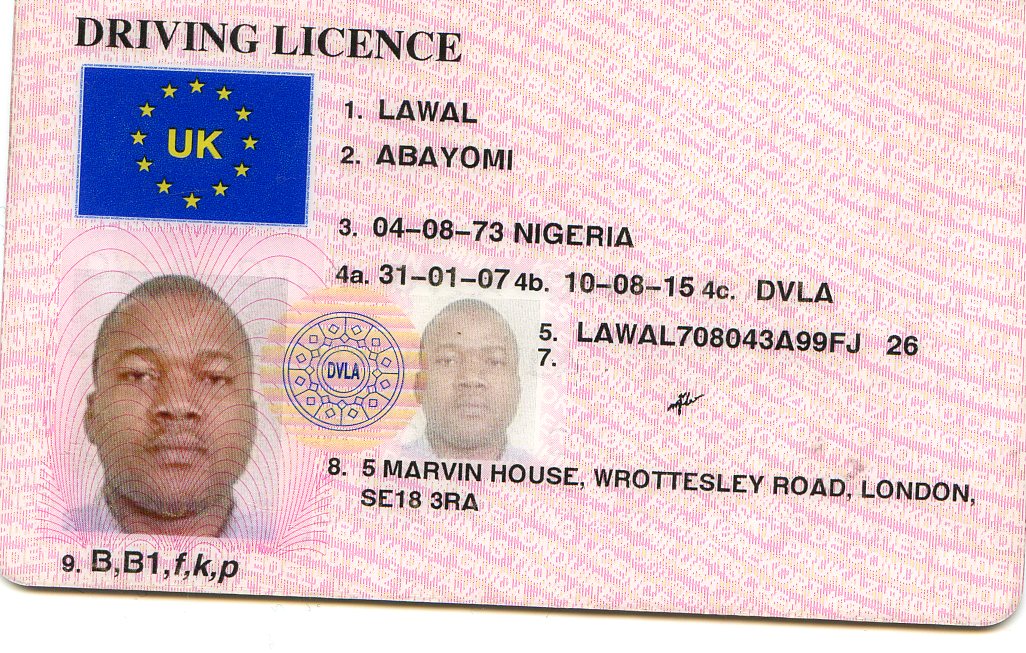 DRIVING LICENCE
UK
1. LAWAL
2. ABAYOMI
3. 04-08-73 NIGERIA
4a. 31-01-07 4b. 10-08-15 4c. DVLA
5. LAWAL708043A99FJ 26
7.
DVLA
8. 5 MARVIN HOUSE, WROTTESLEY ROAD, LONDON,
SE18 3RA
9. B,B1,f,k,p